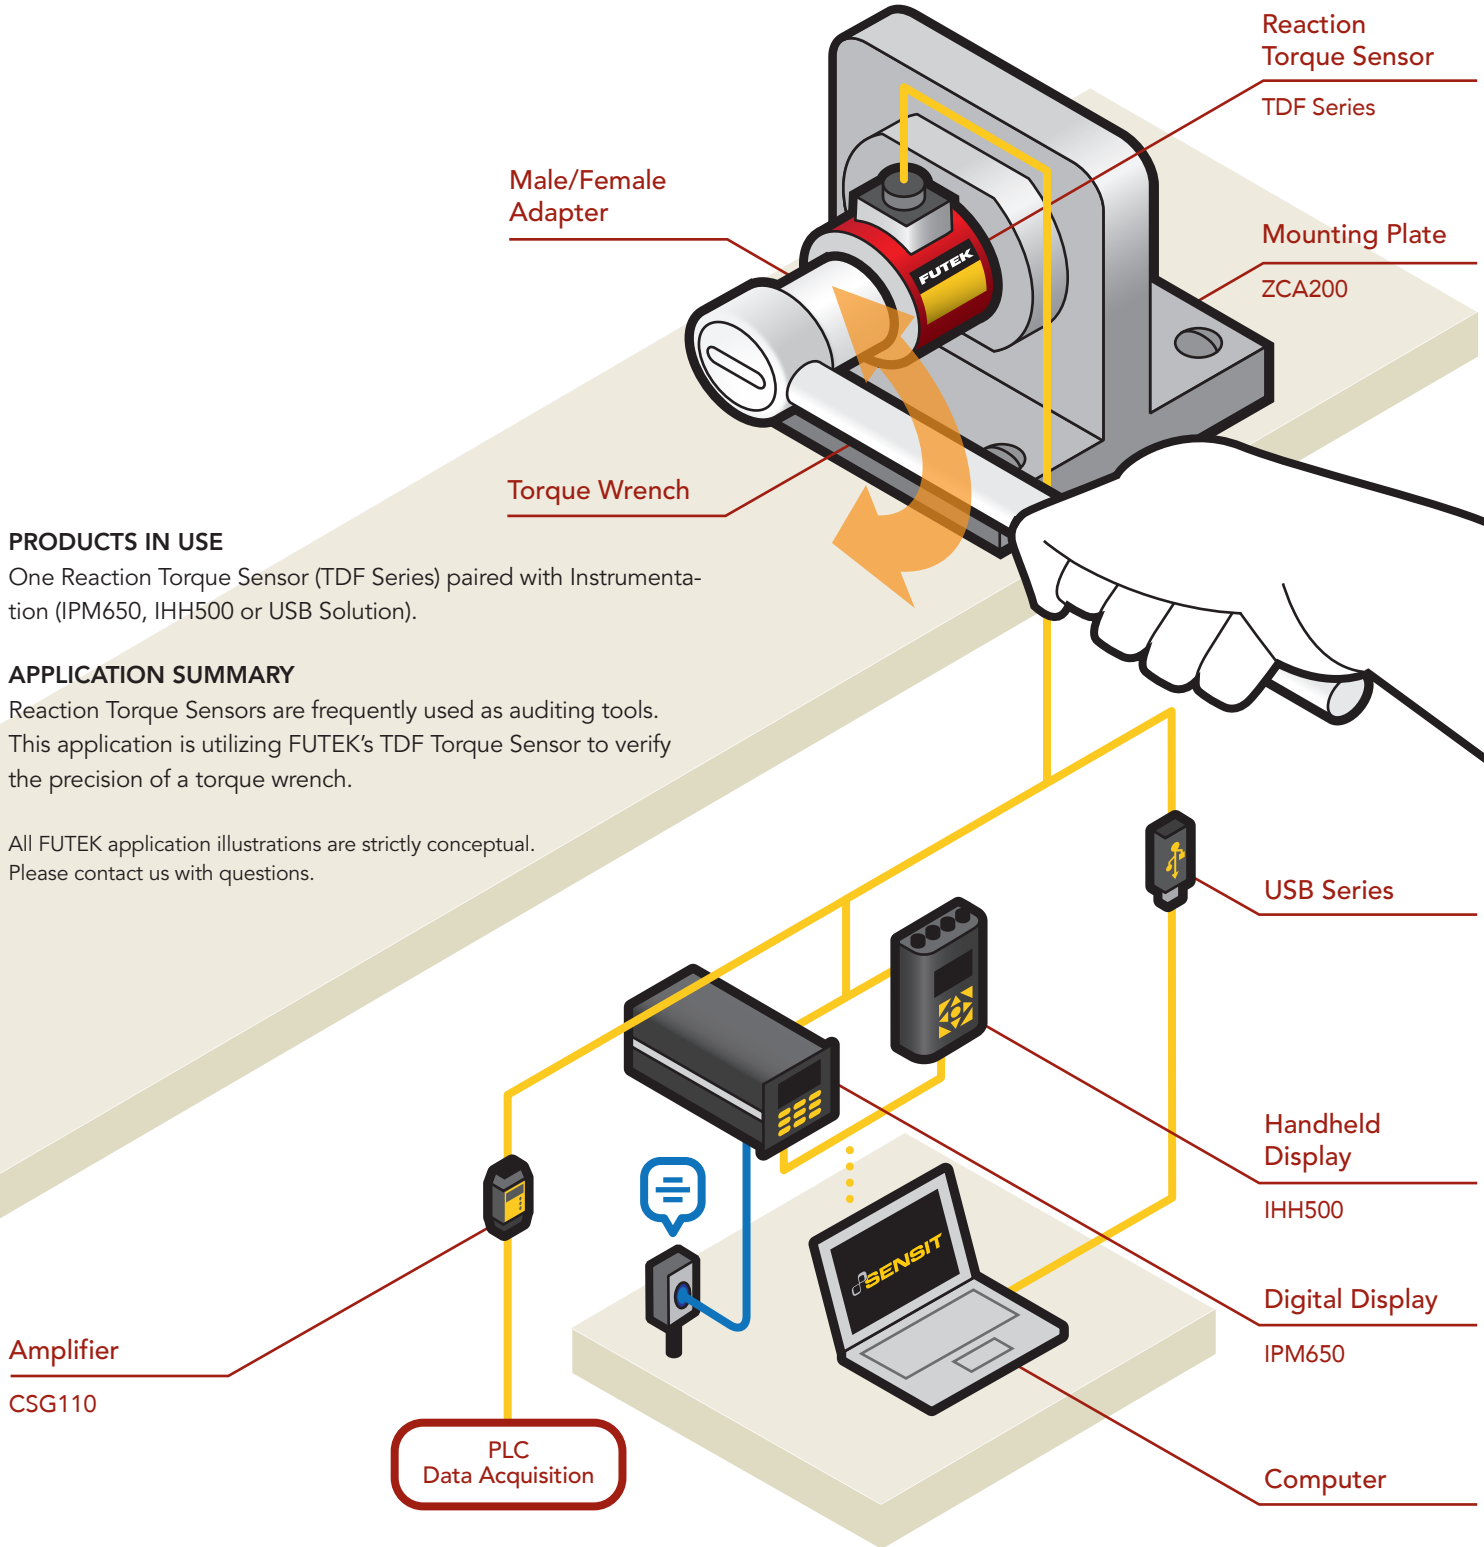 Reaction
Torque Sensor
TDF Series
Male/Female
Adapter
Mounting Plate
ZCA200
FUTEK
Torque Wrench
PRODUCTS IN USE
One Reaction Torque Sensor (TDF Series) paired with Instrumenta-
tion (IPM650, IHH500 or USB Solution).
APPLICATION SUMMARY
Reaction Torque Sensors are frequently used as auditing tools.
This application is utilizing FUTEK’s TDF Torque Sensor to verify
the precision of a torque wrench.
All FUTEK application illustrations are strictly conceptual.
Please contact us with questions.
USB Series
Handheld
Display
IHH500
SENSIT
Digital Display
IPM650
Amplifier
CSG110
PLC
Data Acquisition
Computer